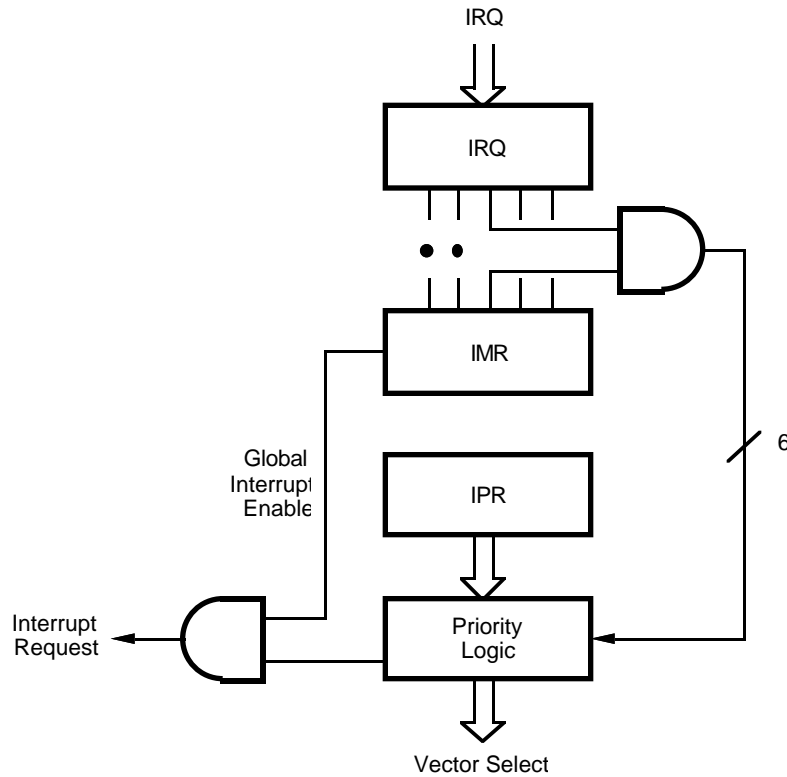 IRQ
IRQ
IMR
6
Global
Interrupt
Enable
IPR
Interrupt
Request
Priority
Logic
Vector Select